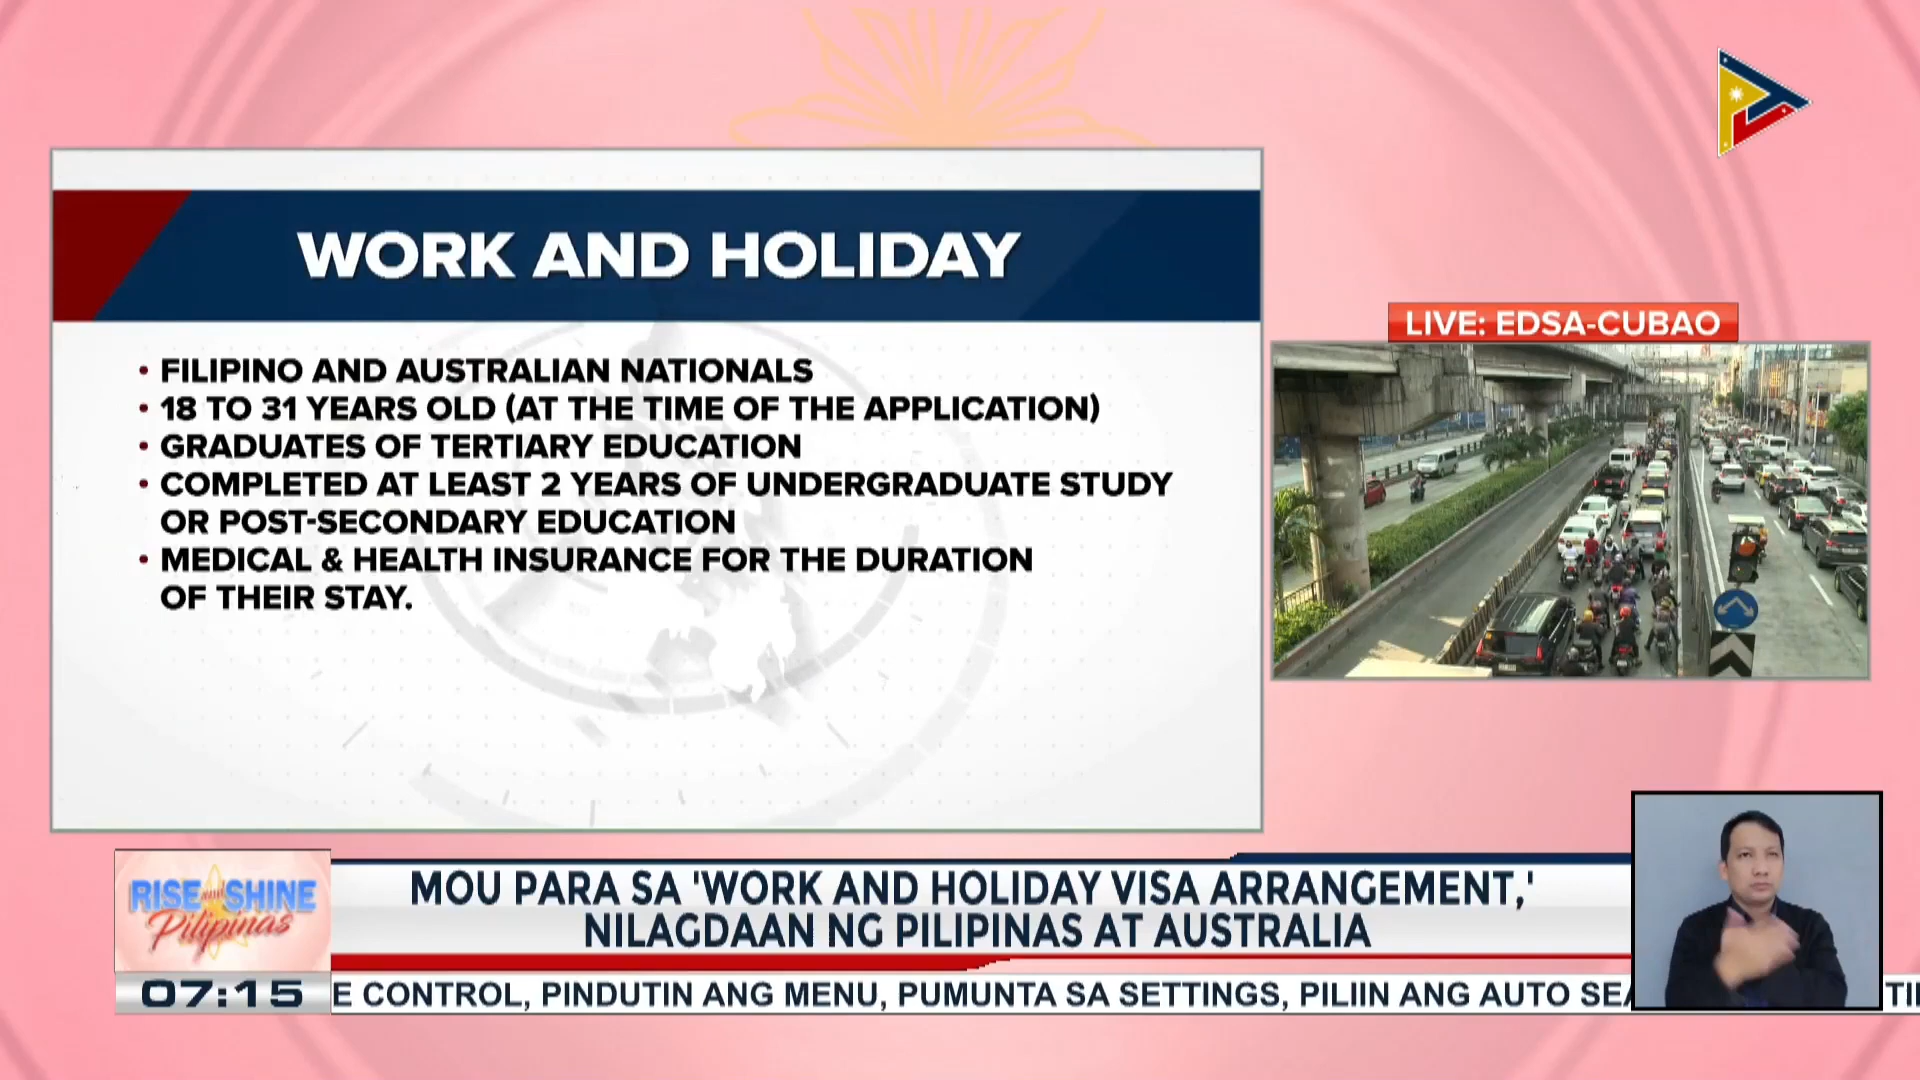 WORK AND HOLIDAY
• FILIPINO AND AUSTRALIAN NATIONALS
• 18 TO 31 YEARS OLD (AT THE TIME OF THE APPLICATION)
• GRADUATES OF TERTIARY EDUCATION
• COMPLETED AT LEAST 2 YEARS OF UNDERGRADUATE STUDY
OR POST-SECONDARY EDUCATION
• MEDICAL & HEALTH INSURANCE FOR THE DURATION
OF THEIR STAY.
LIVE: EDSA-CUBAO
RISE and SHINE
Pilipinas
MOU PARA SA 'WORK AND HOLIDAY VISA ARRANGEMENT,'
NILAGDAAN NG PILIPINAS AT AUSTRALIA
07:15
E CONTROL, PINDUTIN ANG MENU, PUMUNTA SA SETTINGS, PILIIN ANG AUTO